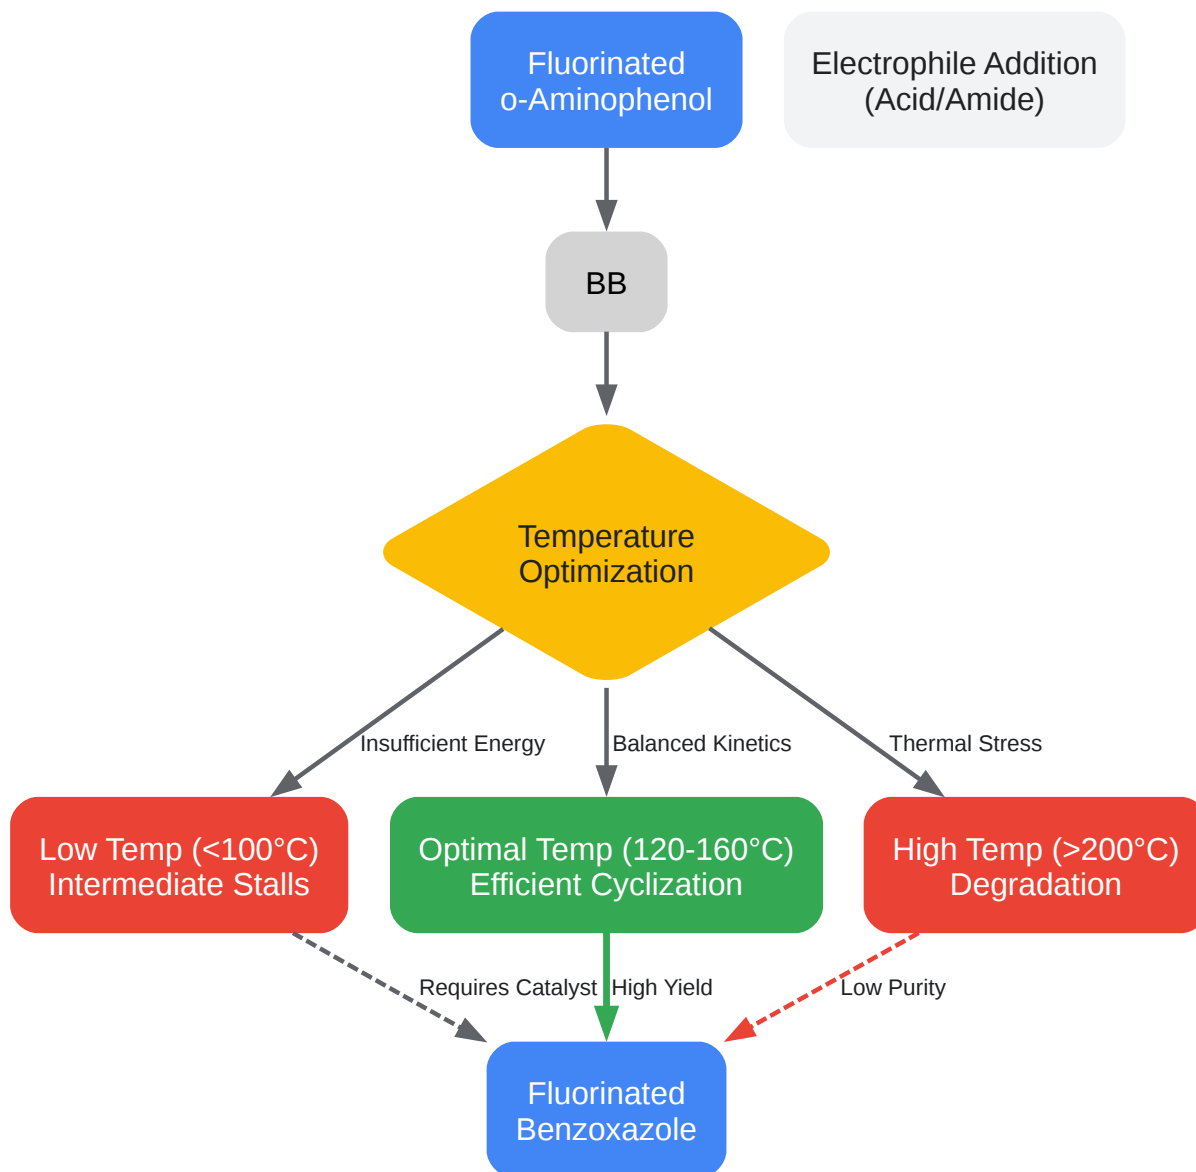 Fluorinated
o-Aminophenol
Electrophile Addition
(Acid/Amide)
BB
Temperature
Optimization
Insufficient Energy
Balanced Kinetics
Thermal Stress
Low Temp (<100°C)
Intermediate Stalls
Optimal Temp (120-160°C)
Efficient Cyclization
High Temp (>200°C)
Degradation
Requires Catalyst
High Yield
Low Purity
Fluorinated
Benzoxazole